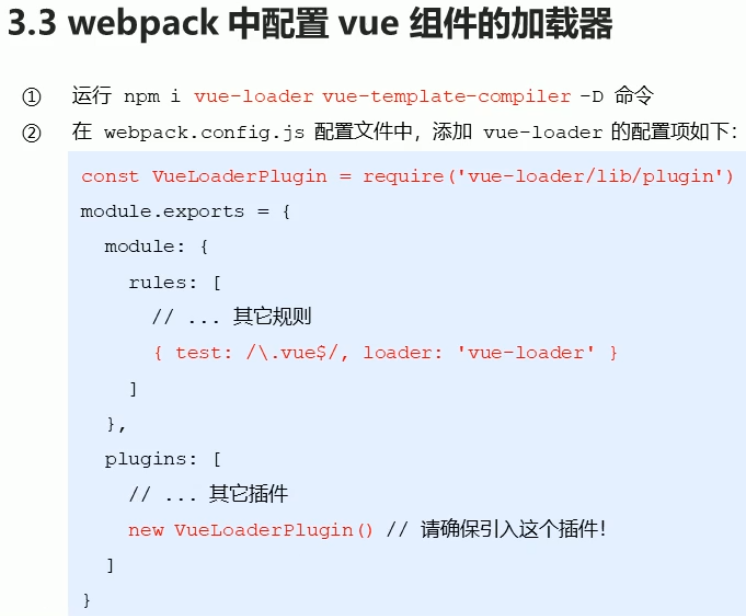 3.3 webpack 中配置 vue 组件的加载器
① 运行 npm i vue-loader vue-template-compiler -D 命令
② 在 webpack.config.js 配置文件中，添加 vue-loader 的配置项如下：
const VueLoaderPlugin = require('vue-loader/lib/plugin')
module.exports = {
  module: {
    rules: [
      // ... 其它规则
      { test: /\.vue$/, loader: 'vue-loader' }
    ]
  },
  plugins: [
    // ... 其它插件
    new VueLoaderPlugin() // 请确保引入这个插件！
  ]
}